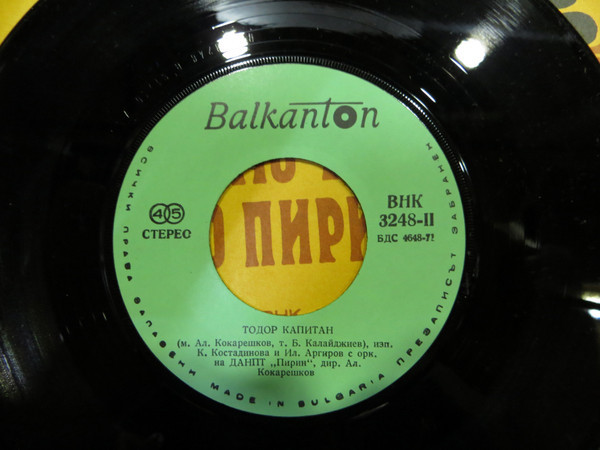 Balkanton
45
СТЕРЕО
ВНК
3248-II
БДС 4648-71
ПИРИ
ТОДОР КАПИТАН
(м. Ал. Кокарешков, т. Б. Калайджиев), изп.
К. Костадинова и Ил. Аргиров с орк.
на ДАНПТ „Пирин“, дир. Ал.
Кокарешков
ВСИЧКИ ПРАВА ЗАПАЗЕНИ MADE IN BULGARIA ПРЕЗАПИСЪТ ЗАБРАНЕН